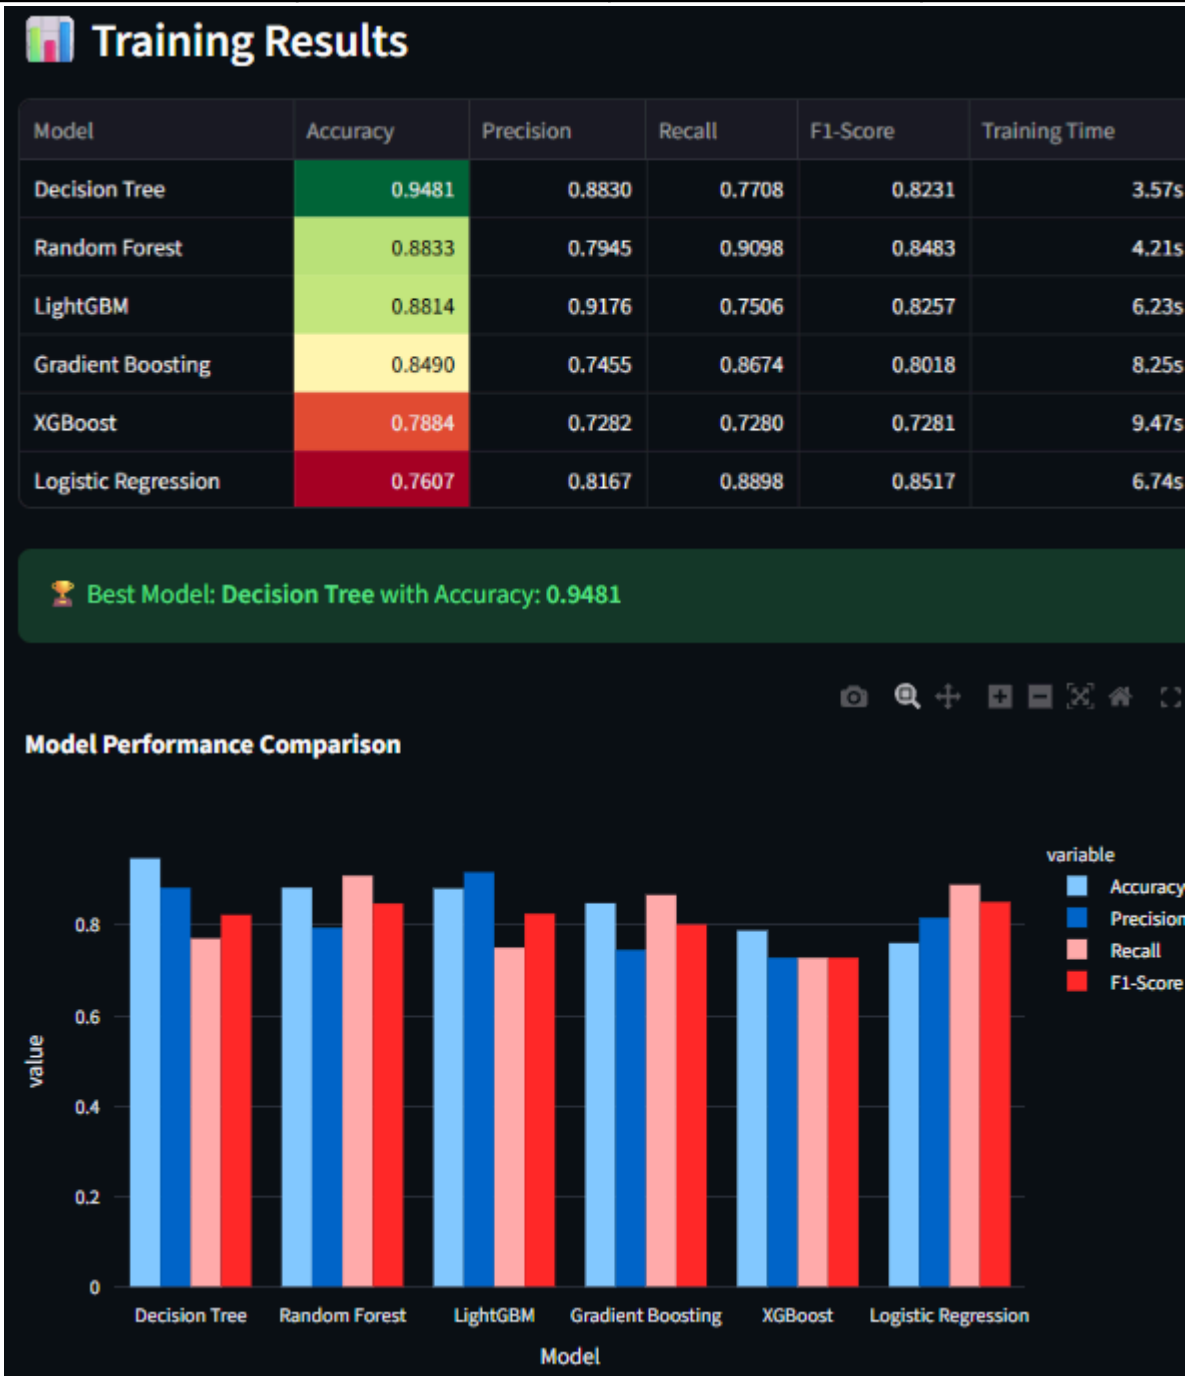 Training Results
Model Accuracy Precision Recall F1-Score Training Time
Decision Tree 0.9481 0.8830 0.7708 0.8231 3.57s
Random Forest 0.8833 0.7945 0.9098 0.8483 4.21s
LightGBM 0.8814 0.9176 0.7506 0.8257 6.23s
Gradient Boosting 0.8490 0.7455 0.8674 0.8018 8.25s
XGBoost 0.7884 0.7282 0.7280 0.7281 9.47s
Logistic Regression 0.7607 0.8167 0.8898 0.8517 6.74s
Best Model: Decision Tree with Accuracy: 0.9481
Model Performance Comparison
variable
Accuracy
Precision
Recall
F1-Score
value
0.8
0.6
0.4
0.2
0
Decision Tree Random Forest LightGBM Gradient Boosting XGBoost Logistic Regression
Model